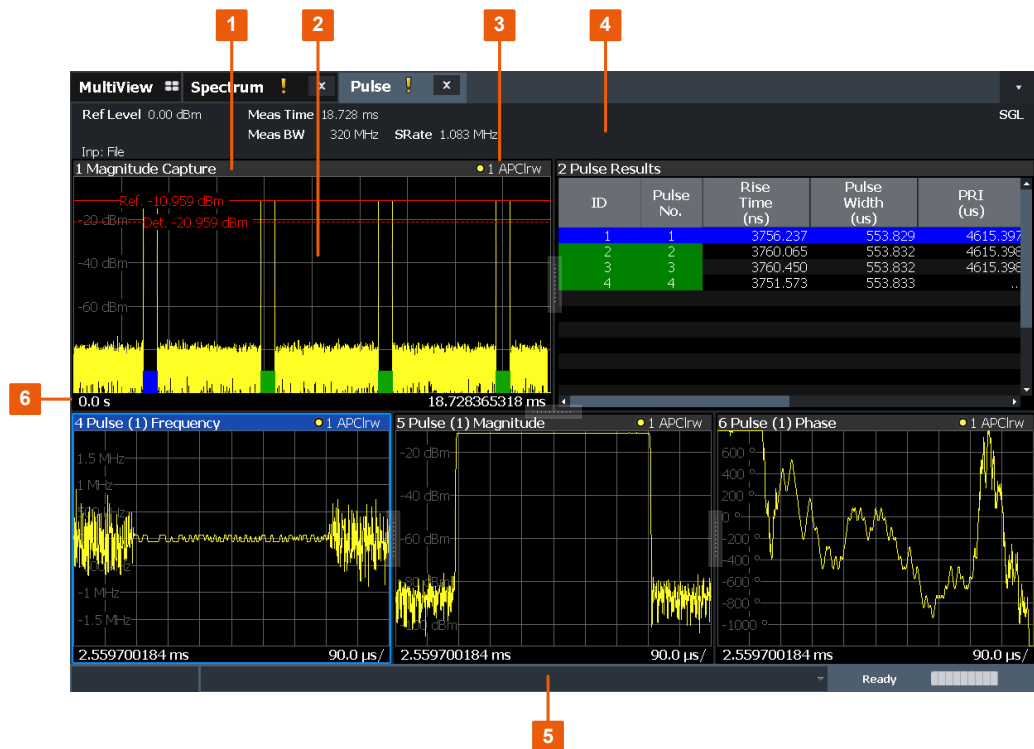 1 2 3 4
MultiView Spectrum ! x Pulse ! x
Ref Level 0.00 dBm Meas Time 18.728 ms SGL
Meas BW 320 MHz SRate 1.083 MHz
Inp: File
1 Magnitude Capture 1 APClrw
Ref. -10.959 dBm
-20 dBm Det. -20.959 dBm
-40 dBm
-60 dBm
0.0 s 18.728365318 ms
2 Pulse Results
ID Pulse No. Rise Time (ns) Pulse Width (us) PRI (us)
1 1 3756.237 553.829 4615.397
2 2 3760.065 553.832 4615.398
3 3 3760.450 553.832 4615.398
4 4 3751.573 553.833 ..
6
4 Pulse (1) Frequency 1 APClrw
1.5 MHz
1 MHz
-1 MHz
-1.5 MHz
2.559700184 ms 90.0 µs/
5 Pulse (1) Magnitude 1 APClrw
-20 dBm
-40 dBm
-60 dBm
-80 dBm
-100 dBm
2.559700184 ms 90.0 µs/
6 Pulse (1) Phase 1 APClrw
600 °
400 °
200 °
0 °
-200 °
-400 °
-600 °
-800 °
-1000 °
2.559700184 ms 90.0 µs/
Ready
5